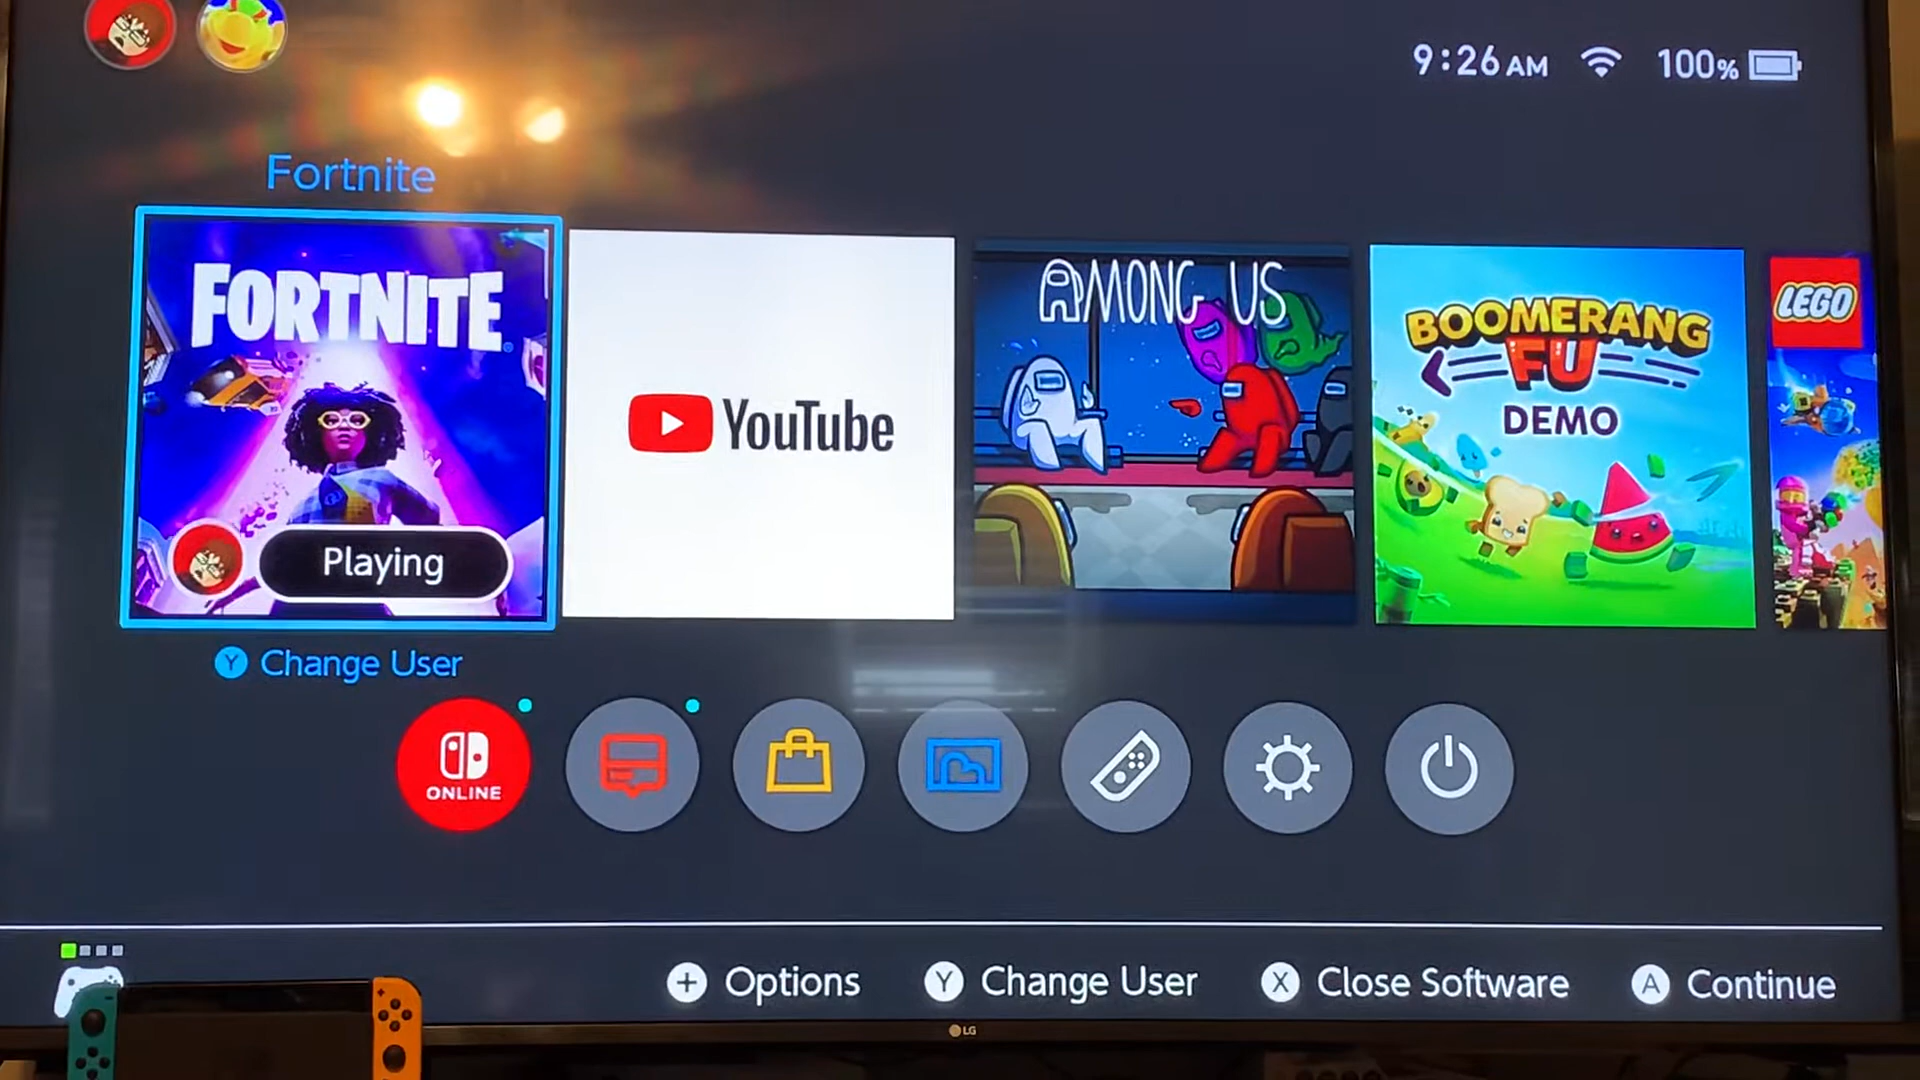 9:26 AM 100%
Fortnite
FORTNITE
Playing
YouTube
AMONG US
BOOMERANG
FU
DEMO
LEGO
Y Change User
ONLINE
+ Options Y Change User X Close Software A Continue
LG